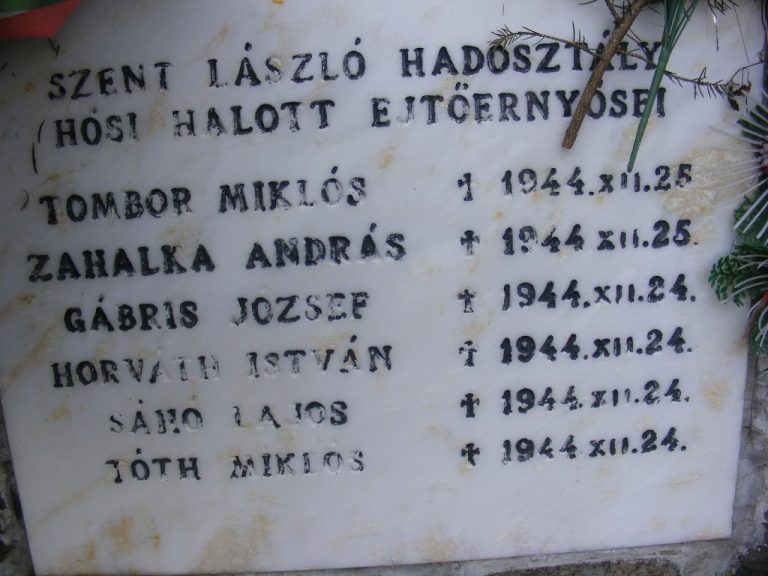 SZENT LÁSZLÓ HADOSZTÁLY
HŐSI HALOTT EJTŐERNYŐSEI
TOMBOR MIKLÓS † 1944.XII.25
ZAHALKA ANDRÁS † 1944.XII.25.
GÁBRIS JÓZSEF † 1944.XII.24.
HORVÁTH ISTVÁN † 1944.XII.24.
SÁHÓ LAJOS † 1944.XII.24.
TÓTH MIKLÓS † 1944.XII.24.